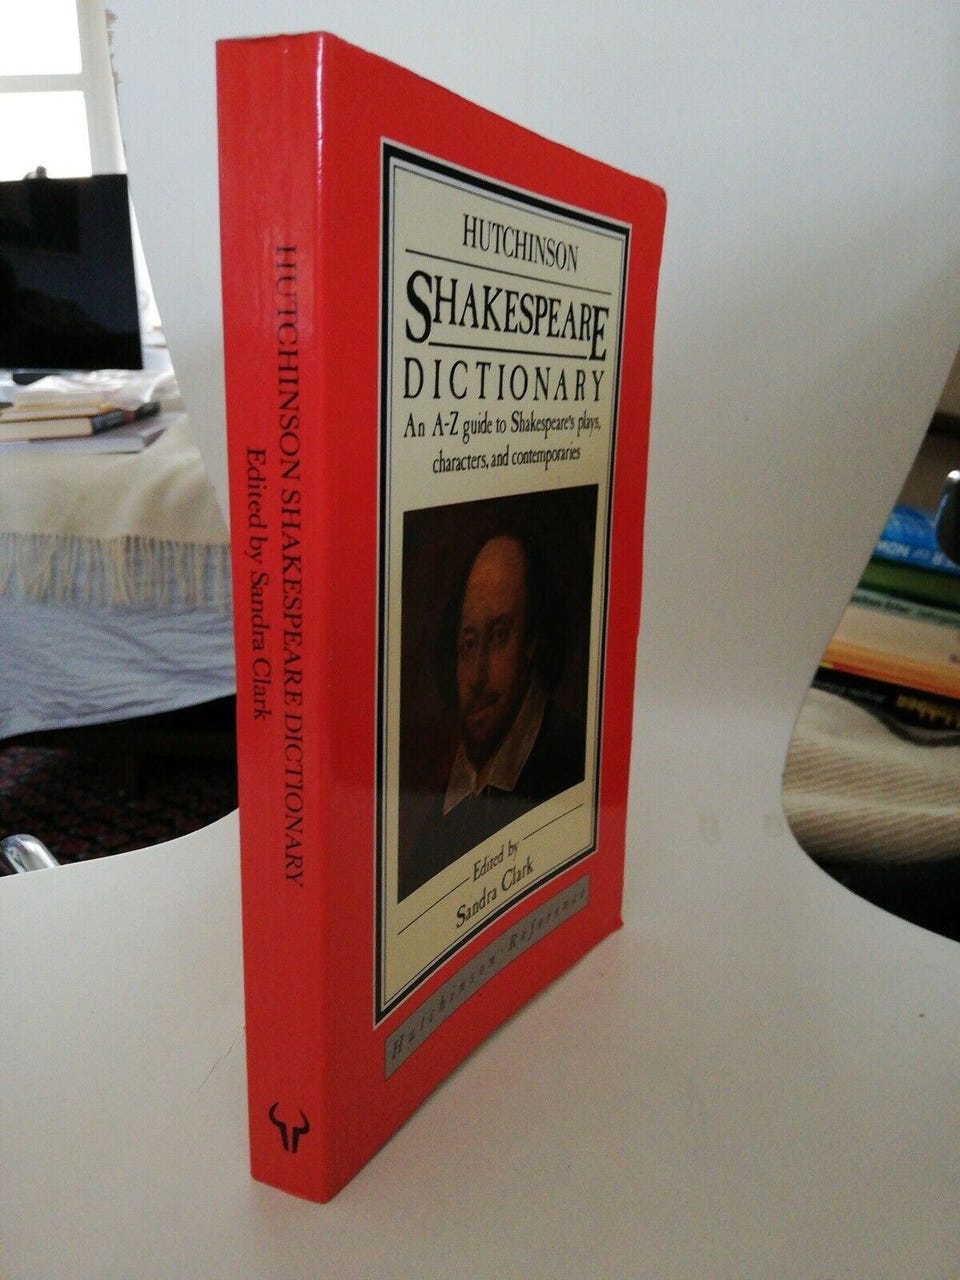 HUTCHINSON SHAKESPEARE DICTIONARY
Edited by Sandra Clark
HUTCHINSON
SHAKESPEARE
DICTIONARY
An A-Z guide to Shakespeare's plays,
characters, and contemporaries
Edited by
Sandra Clark
Hutchinson Reference